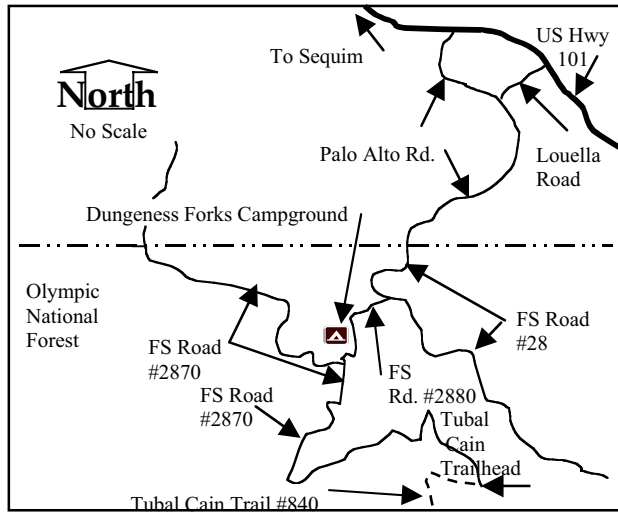 To Sequim
US Hwy
101
North
No Scale
Palo Alto Rd.
Louella
Road
Dungeness Forks Campground
Olympic
National
Forest
FS Road
#28
FS Road
#2870
FS
Rd. #2880
FS Road
#2870
Tubal
Cain
Trailhead
Tubal Cain Trail #840